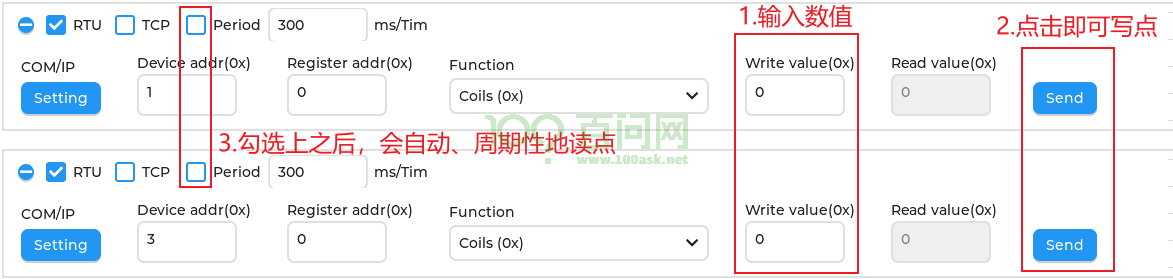 1.输入数值
2.点击即可写点
RTU TCP Period 300 ms/Tim
COM/IP Device addr(0x) Register addr(0x) Function Write value(0x) Read value(0x)
Setting 1 0 Coils (0x) 0 0 Send
3.勾选上之后，会自动、周期性地读点
100 百问网
www.100ask.net
RTU TCP Period 300 ms/Tim
COM/IP Device addr(0x) Register addr(0x) Function Write value(0x) Read value(0x)
Setting 3 0 Coils (0x) 0 0 Send